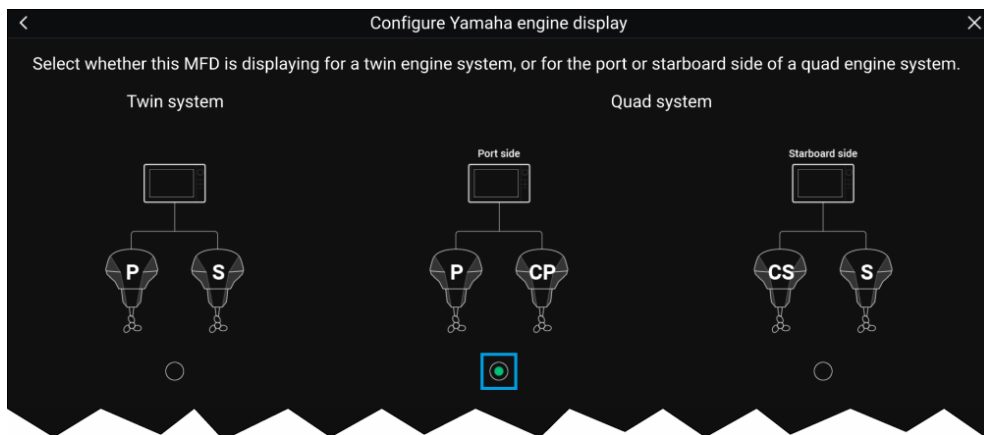 Configure Yamaha engine display
Select whether this MFD is displaying for a twin engine system, or for the port or starboard side of a quad engine system.
Twin system
Quad system
Port side
Starboard side
P
S
P
CP
CS
S